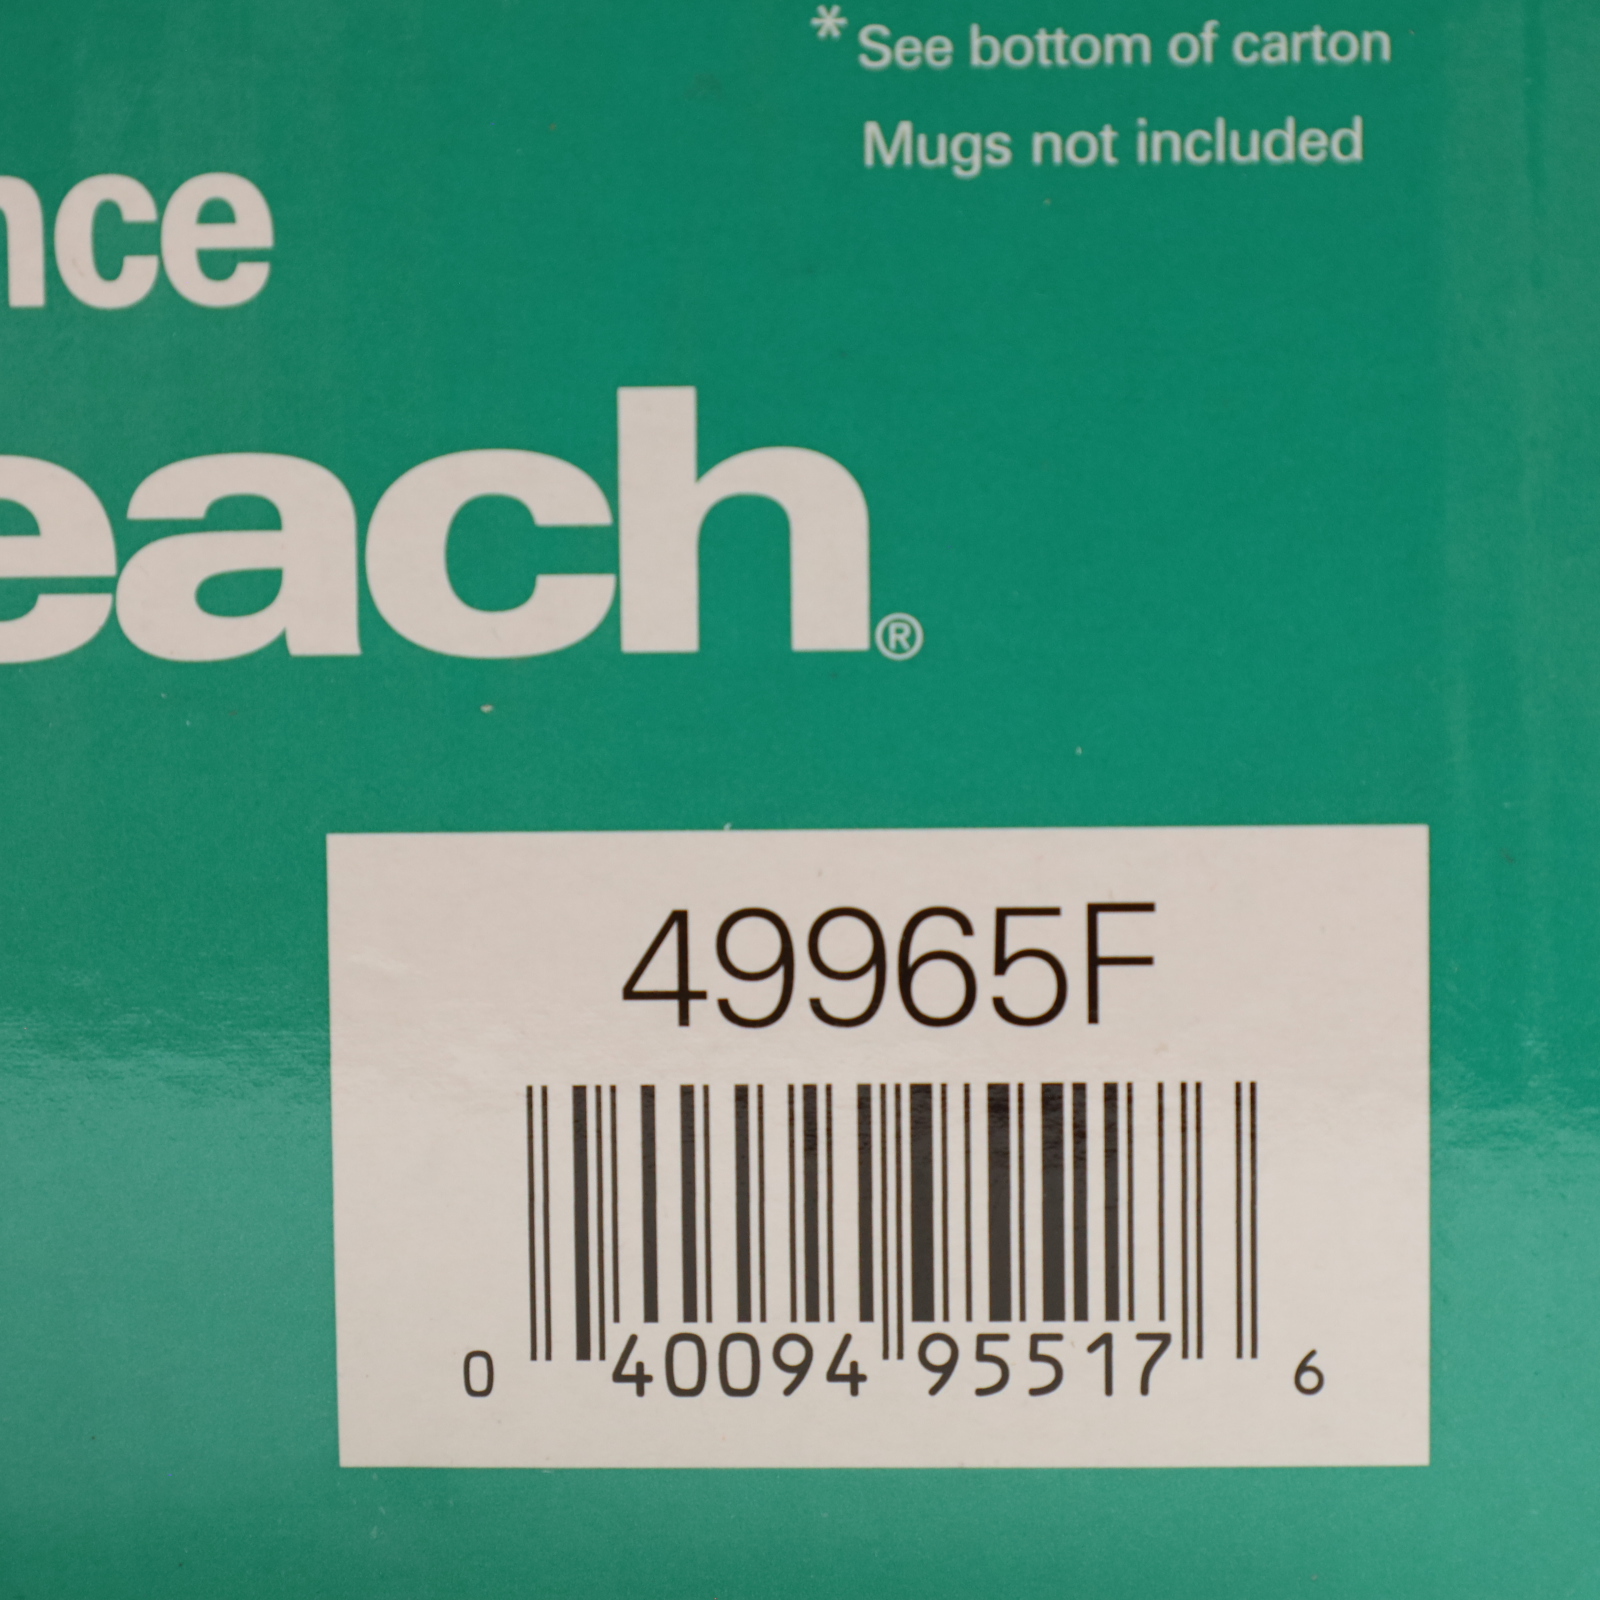 * See bottom of carton
Mugs not included
nce
each®
49965F
0 40094 95517 6